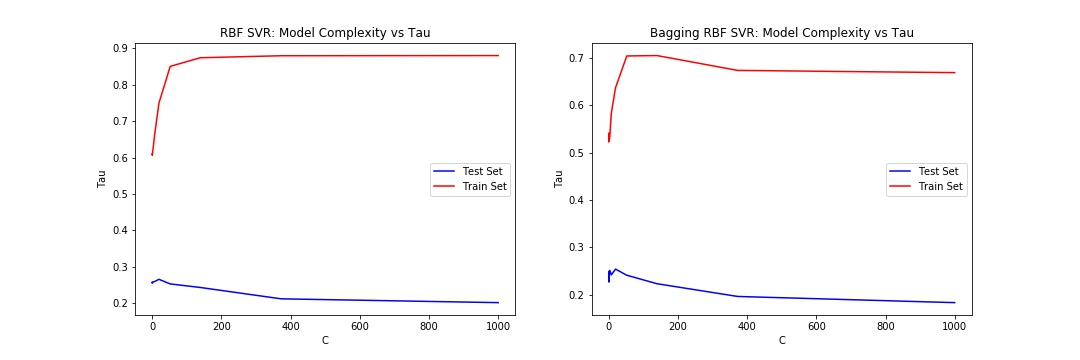 RBF SVR: Model Complexity vs Tau
0.9
0.8
0.7
0.6
0.5
0.4
0.3
0.2
Tau
0
200
400
600
800
1000
C
Test Set
Train Set
Bagging RBF SVR: Model Complexity vs Tau
0.7
0.6
0.5
0.4
0.3
0.2
Tau
0
200
400
600
800
1000
C
Test Set
Train Set